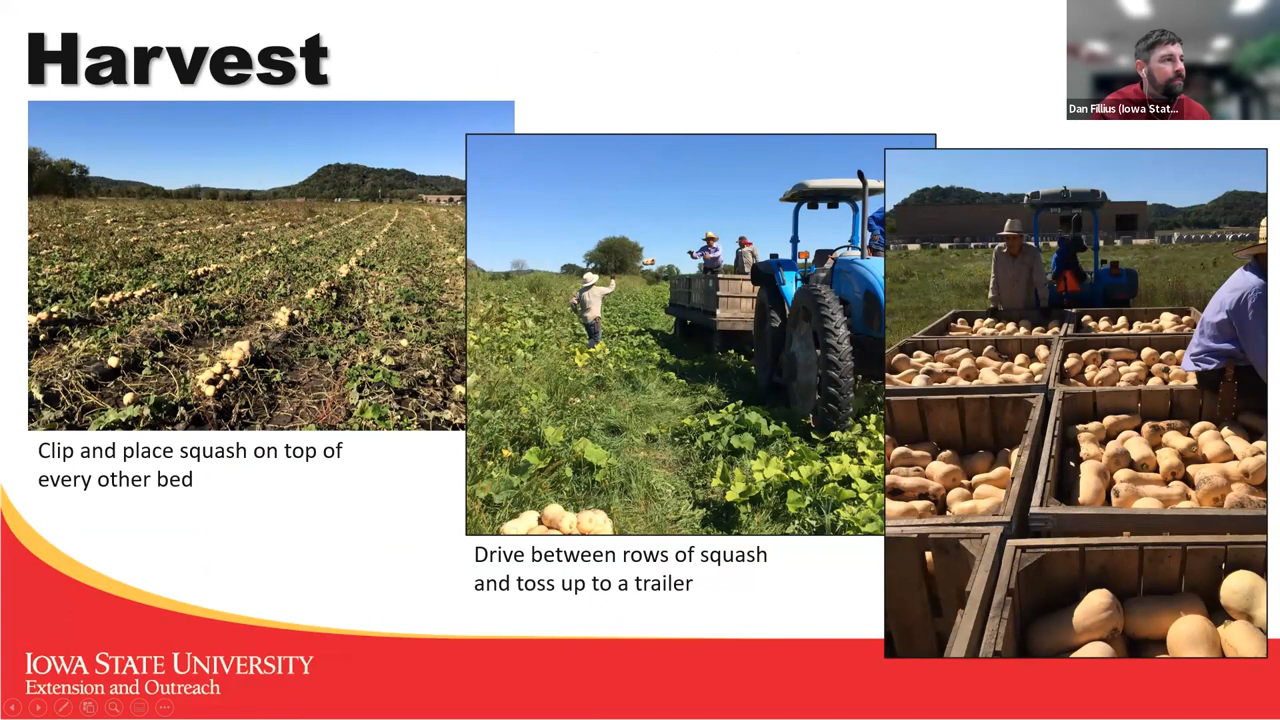 Harvest
Dan Fillius (Iowa Stat...
Clip and place squash on top of
every other bed
Drive between rows of squash
and toss up to a trailer
IOWA STATE UNIVERSITY
Extension and Outreach